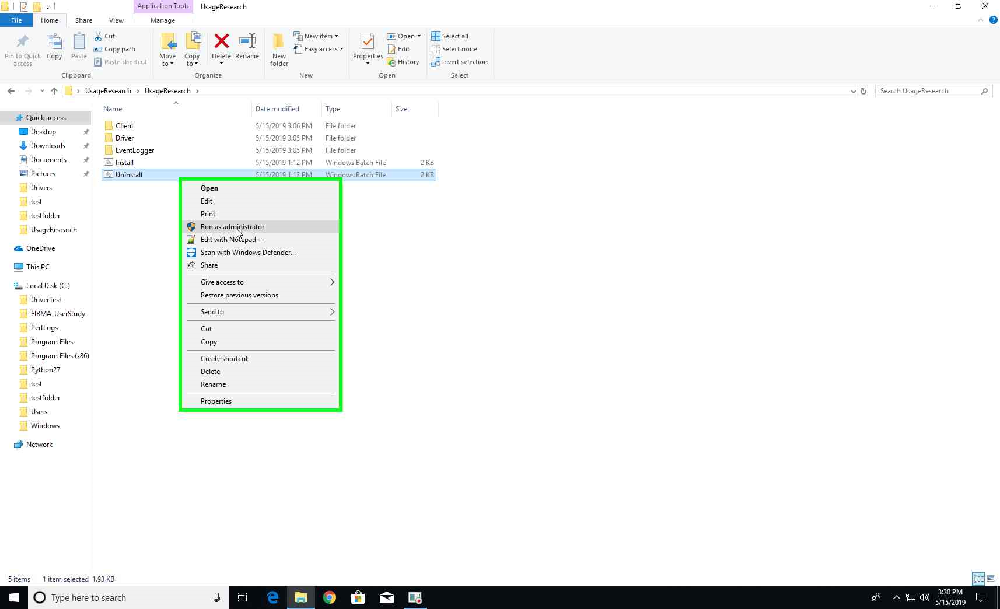 Application Tools
UsageResearch
File
Home
Share
View
Manage
Pin to Quick access
Copy
Paste
Cut
Copy path
Paste shortcut
Clipboard
Move to
Copy to
Delete
Rename
Organize
New folder
New item
Easy access
New
Properties
Open
Edit
History
Open
Select all
Select none
Invert selection
Select
UsageResearch
UsageResearch
Search UsageResearch
Name
Date modified
Type
Size
Client 5/15/2019 3:06 PM File folder
Driver 5/15/2019 3:05 PM File folder
EventLogger 5/15/2019 3:05 PM File folder
Install 5/15/2019 1:12 PM Windows Batch File 2 KB
Uninstall 5/15/2019 1:13 PM Windows Batch File 2 KB
Quick access
Desktop
Downloads
Documents
Pictures
Drivers
test
testfolder
UsageResearch
OneDrive
This PC
Local Disk (C:)
DriverTest
FIRMA_UserStudy
PerfLogs
Program Files
Program Files (x86)
Python27
test
testfolder
Users
Windows
Network
Open
Edit
Print
Run as administrator
Edit with Notepad++
Scan with Windows Defender...
Share
Give access to
Restore previous versions
Send to
Cut
Copy
Create shortcut
Delete
Rename
Properties
5 items
1 item selected 1.93 KB
Type here to search
3:30 PM
5/15/2019